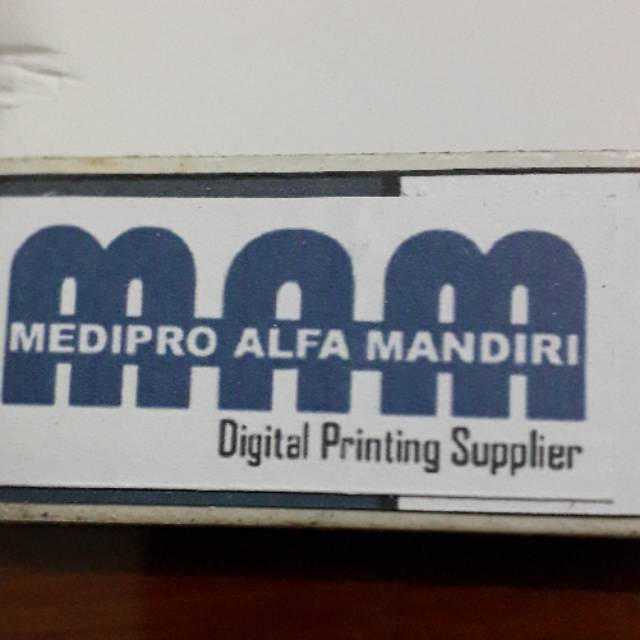 MAM
MEDIPRO ALFA MANDIRI
Digital Printing Supplier